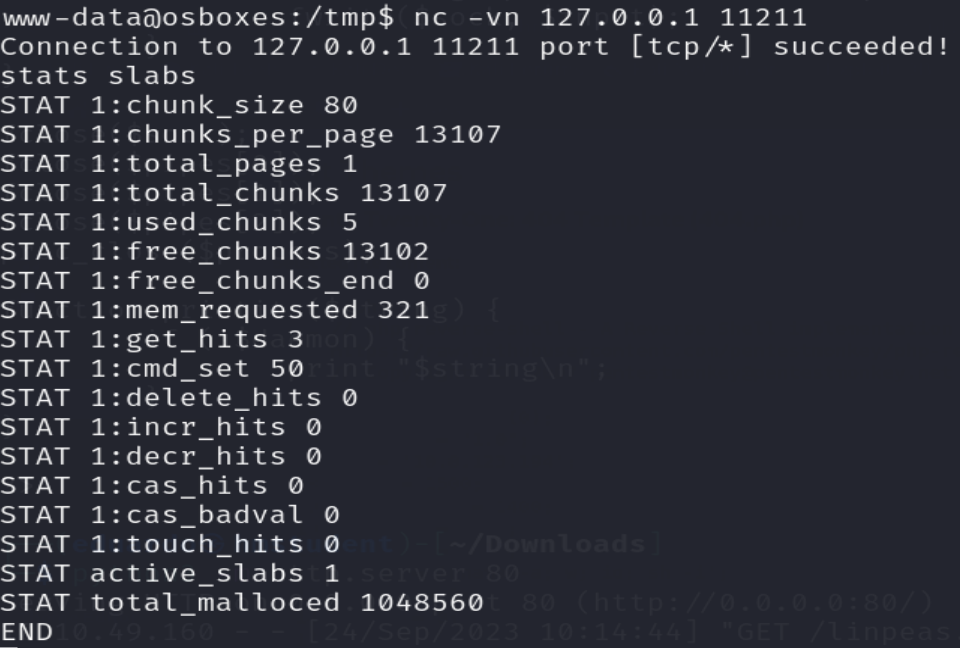 www-data@osboxes:/tmp$ nc -vn 127.0.0.1 11211
Connection to 127.0.0.1 11211 port [tcp/*] succeeded!
stats slabs
STAT 1:chunk_size 80
STAT 1:chunks_per_page 13107
STAT 1:total_pages 1
STAT 1:total_chunks 13107
STAT 1:used_chunks 5
STAT 1:free_chunks 13102
STAT 1:free_chunks_end 0
STAT 1:mem_requested 321
STAT 1:get_hits 3
STAT 1:cmd_set 50
STAT 1:delete_hits 0
STAT 1:incr_hits 0
STAT 1:decr_hits 0
STAT 1:cas_hits 0
STAT 1:cas_badval 0
STAT 1:touch_hits 0
STAT active_slabs 1
STAT total_malloced 1048560
END